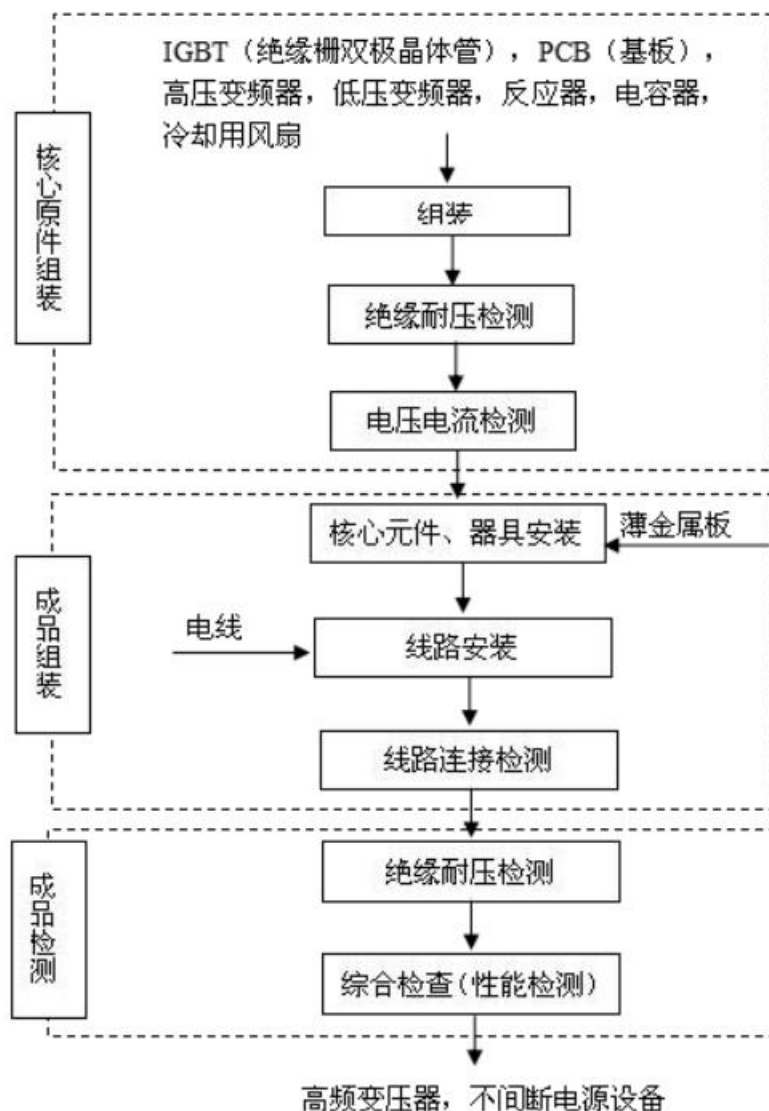 IGBT（绝缘栅双极晶体管），PCB（基板），
高压变频器，低压变频器，反应器，电容器，
冷却用风扇
核心原件组装
组装
绝缘耐压检测
电压电流检测
成品组装
核心元件、器具安装
薄金属板
电线
线路安装
线路连接检测
成品检测
绝缘耐压检测
综合检查（性能检测）
高频变压器，不间断电源设备